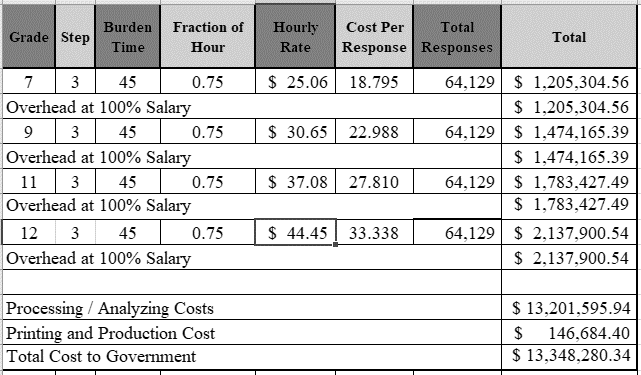 Grade Step Burden Time Fraction of Hour Hourly Rate Cost Per Response Total Responses Total
7 3 45 0.75 $ 25.06 18.795 64,129 $ 1,205,304.56
Overhead at 100% Salary $ 1,205,304.56
9 3 45 0.75 $ 30.65 22.988 64,129 $ 1,474,165.39
Overhead at 100% Salary $ 1,474,165.39
11 3 45 0.75 $ 37.08 27.810 64,129 $ 1,783,427.49
Overhead at 100% Salary $ 1,783,427.49
12 3 45 0.75 $ 44.45 33.338 64,129 $ 2,137,900.54
Overhead at 100% Salary $ 2,137,900.54
Processing / Analyzing Costs $ 13,201,595.94
Printing and Production Cost $ 146,684.40
Total Cost to Government $ 13,348,280.34